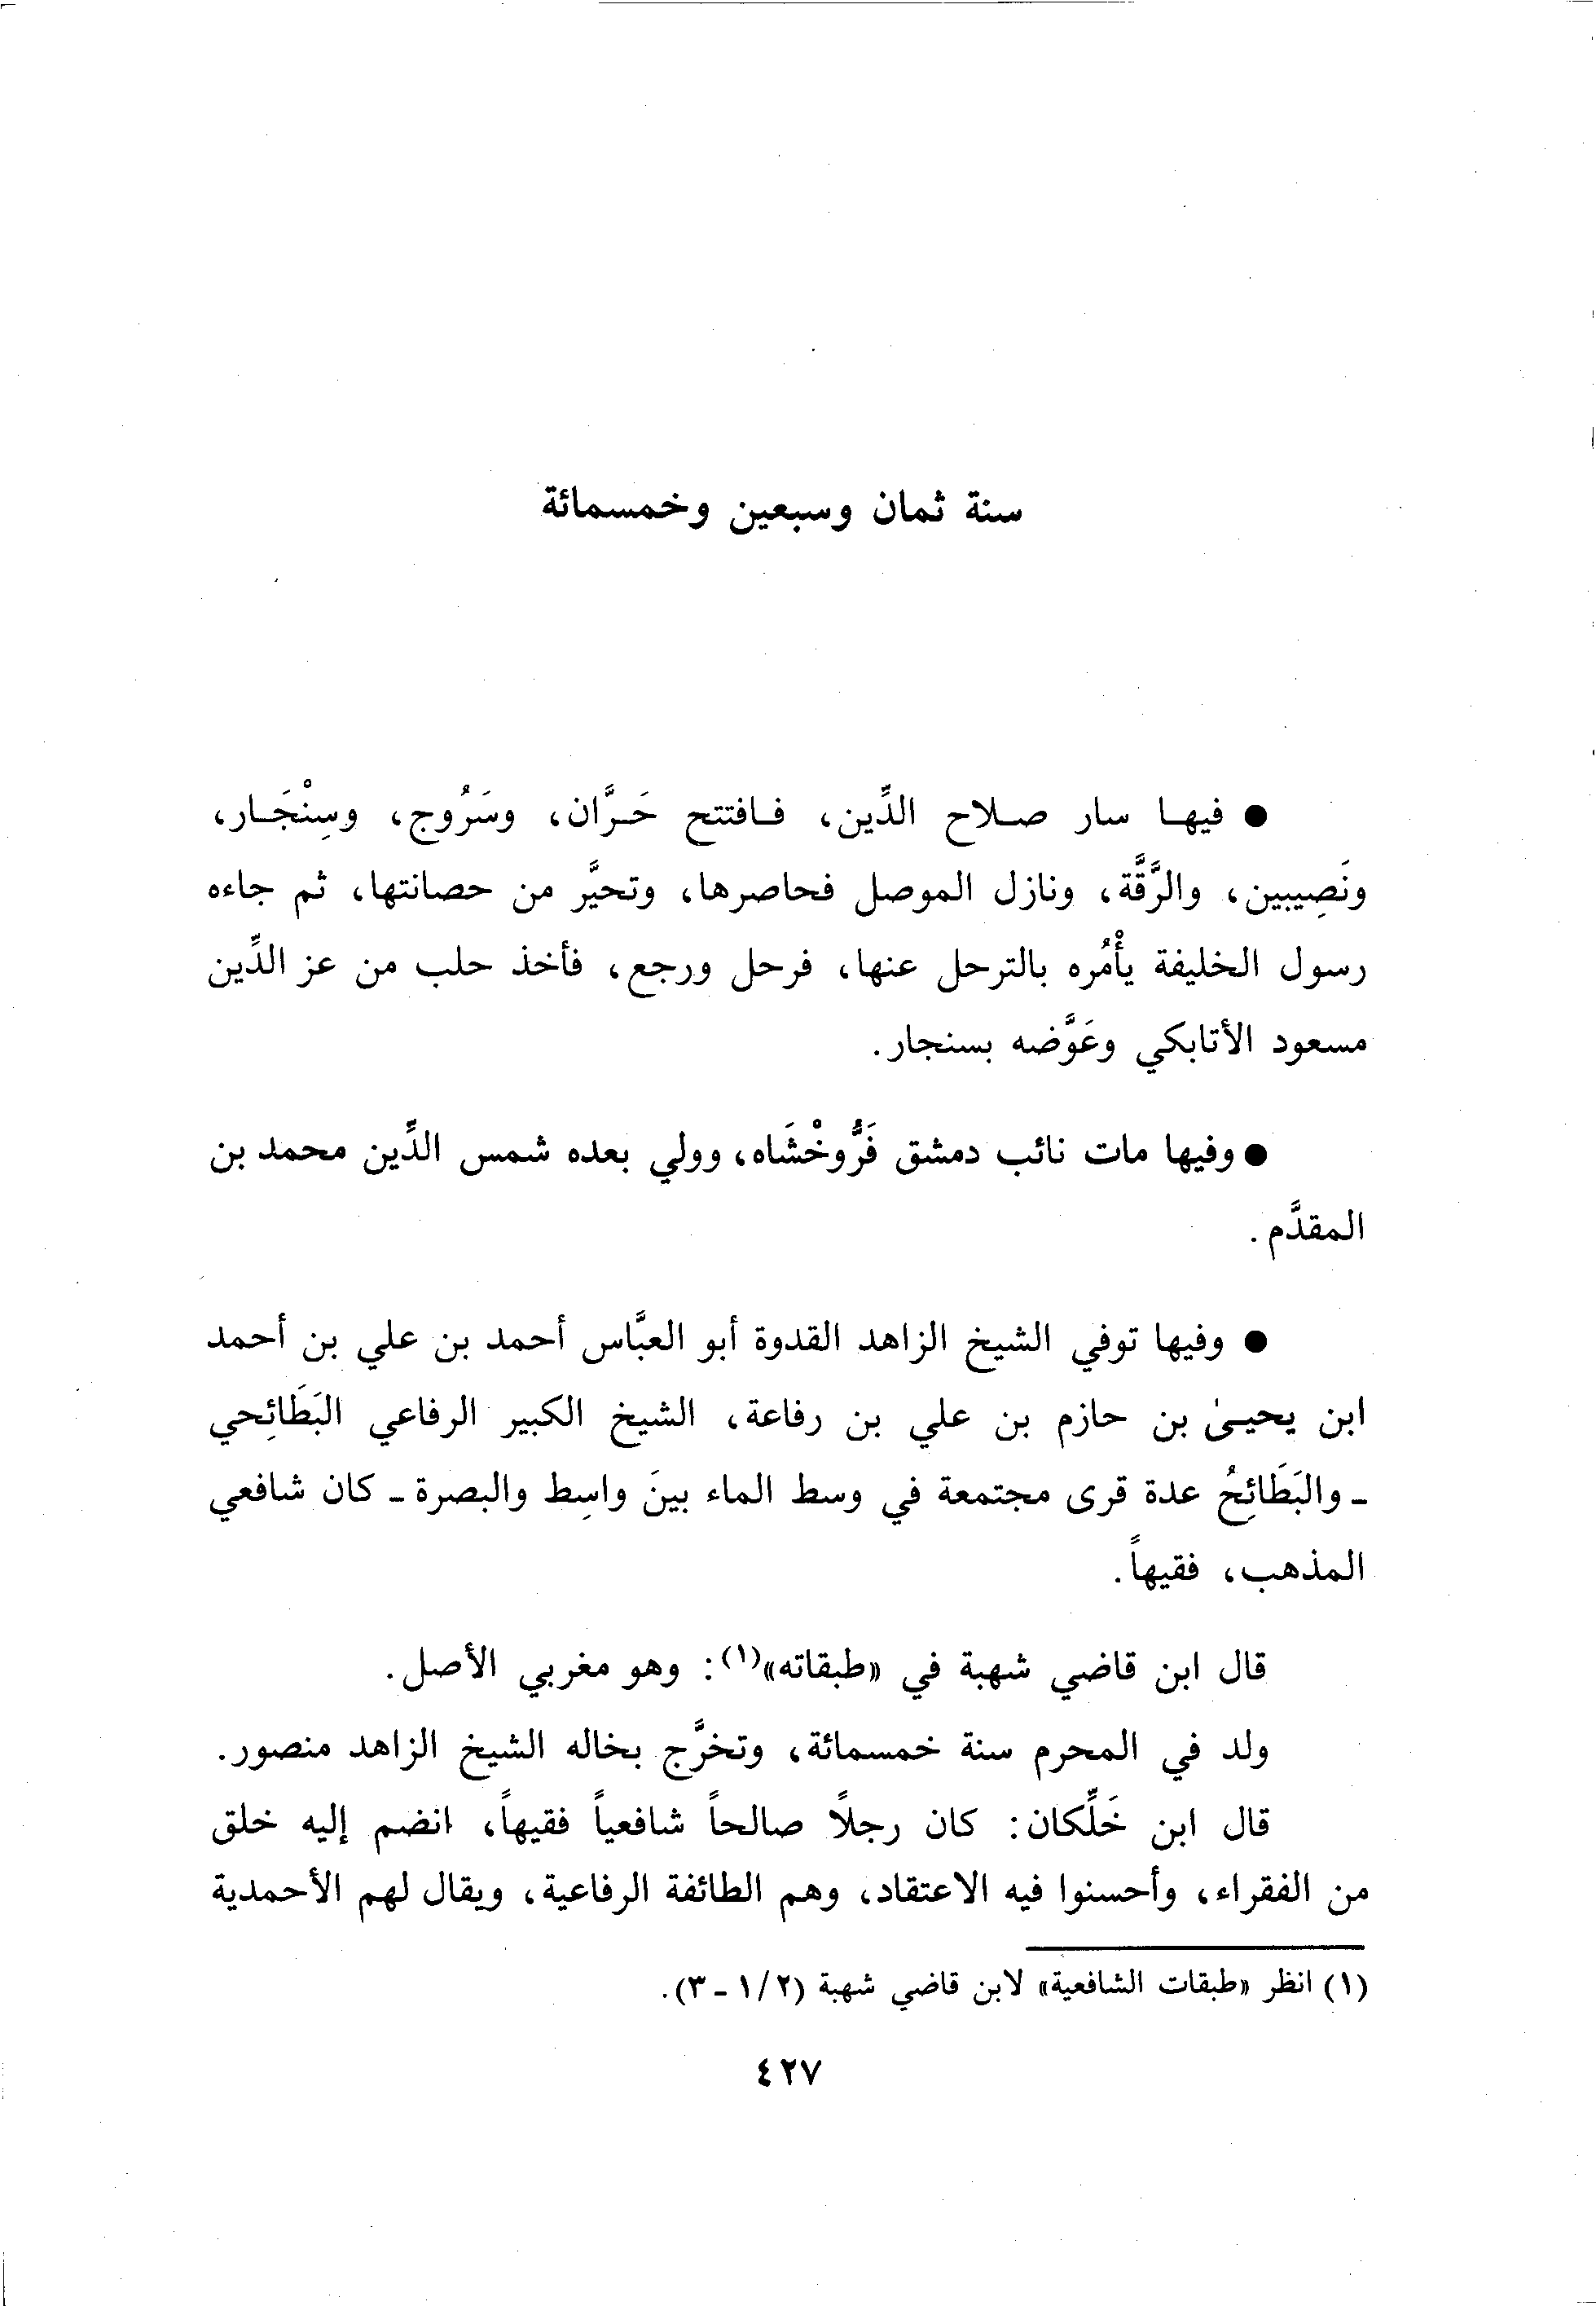 سنة ثمان وسبعين وخمسمائة
● فيها سار صلاح الدِّين، فافتتح حَرَّان، وسَرُوج، وسِنْجَار،
ونَصِيبين، والرَّقَّة، ونازل الموصل فحاصرها، وتحيَّر من حصانتها، ثم جاءه
رسول الخليفة يأْمُره بالترحل عنها، فرحل ورجع، فأخذ حلب من عز الدِّين
مسعود الأتابكي وعَوَّضه بسنجار.
● وفيها مات نائب دمشق فَرُّوخْشَاه، وولي بعده شمس الدِّين محمد بن
المقدَّم.
● وفيها توفي الشيخ الزاهد القدوة أبو العبَّاس أحمد بن علي بن أحمد
ابن يحيىٰ بن حازم بن علي بن رفاعة، الشيخ الكبير الرفاعي البَطَائِحي
ـ والبَطَائِحُ عدة قرى مجتمعة في وسط الماء بينَ واسِط والبصرة ـ كان شافعي
المذهب، فقيهاً.
قال ابن قاضي شهبة في «طبقاته»(١): وهو مغربي الأصل.
ولد في المحرم سنة خمسمائة، وتخرَّج بخاله الشيخ الزاهد منصور.
قال ابن خَلِّكان: كان رجلاً صالحاً شافعياً فقيهاً، انضم إليه خلق
من الفقراء، وأحسنوا فيه الاعتقاد، وهم الطائفة الرفاعية، ويقال لهم الأحمدية
(١) انظر «طبقات الشافعية» لابن قاضي شهبة (٢/ ١ ـ ٣).
٤٢٧